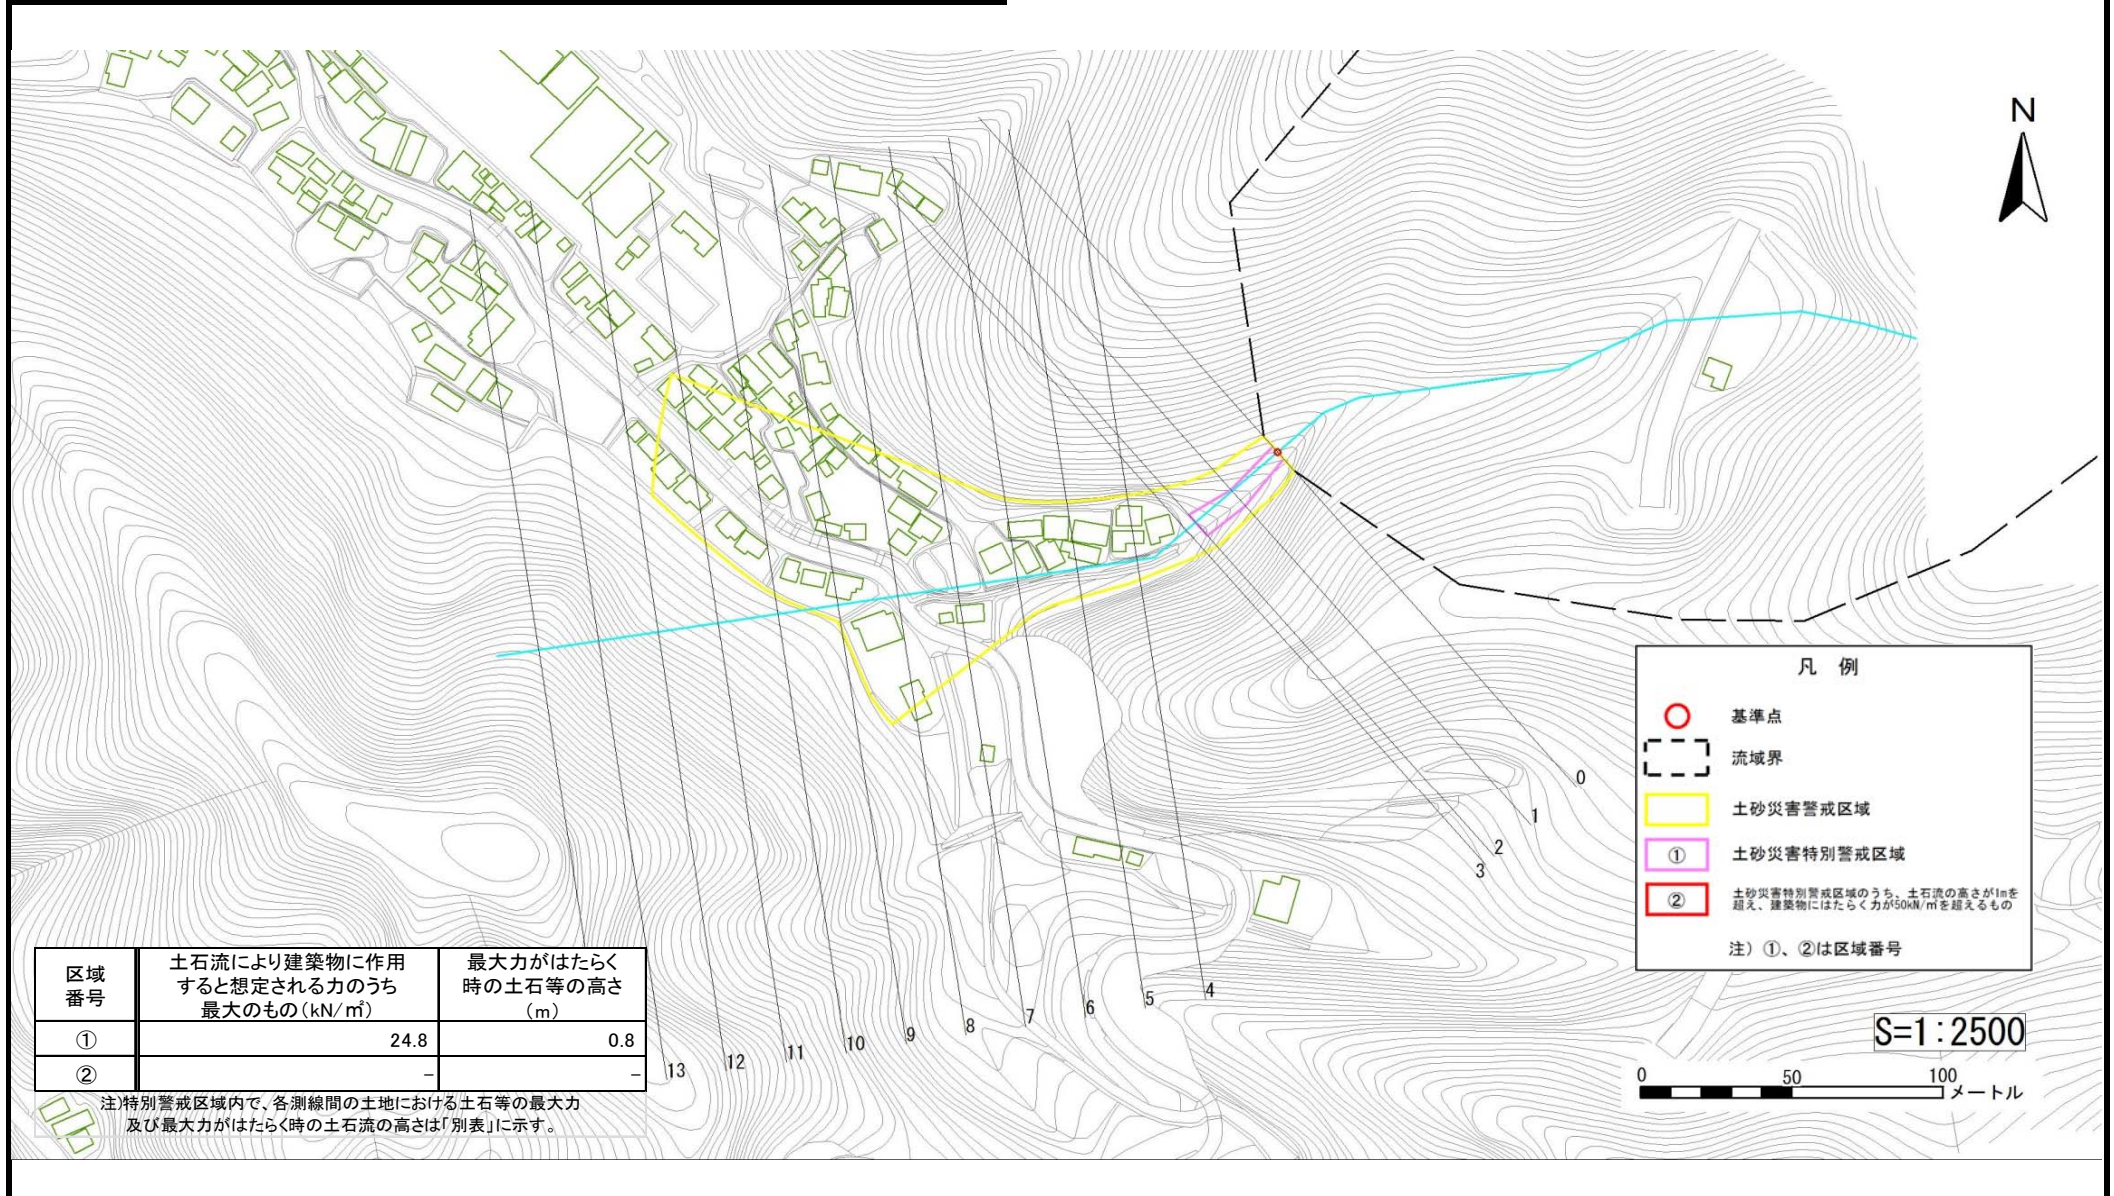 N
0
1
2
3
4
5
6
7
8
9
10
11
12
13
凡 例
基準点
流域界
土砂災害警戒区域
① 土砂災害特別警戒区域
② 土砂災害特別警戒区域のうち、土石流の高さが1mを
超え、建築物にはたらく力が50kN/㎡を超えるもの
注) ①、②は区域番号
S=1:2500
0 50 100
メートル
区域
番号
土石流により建築物に作用
すると想定される力のうち
最大のもの(kN/㎡)
最大力がはたらく
時の土石等の高さ
(m)
① 24.8 0.8
② - -
注)特別警戒区域内で、各測線間の土地における土石等の最大力
及び最大力がはたらく時の土石流の高さは「別表」に示す。